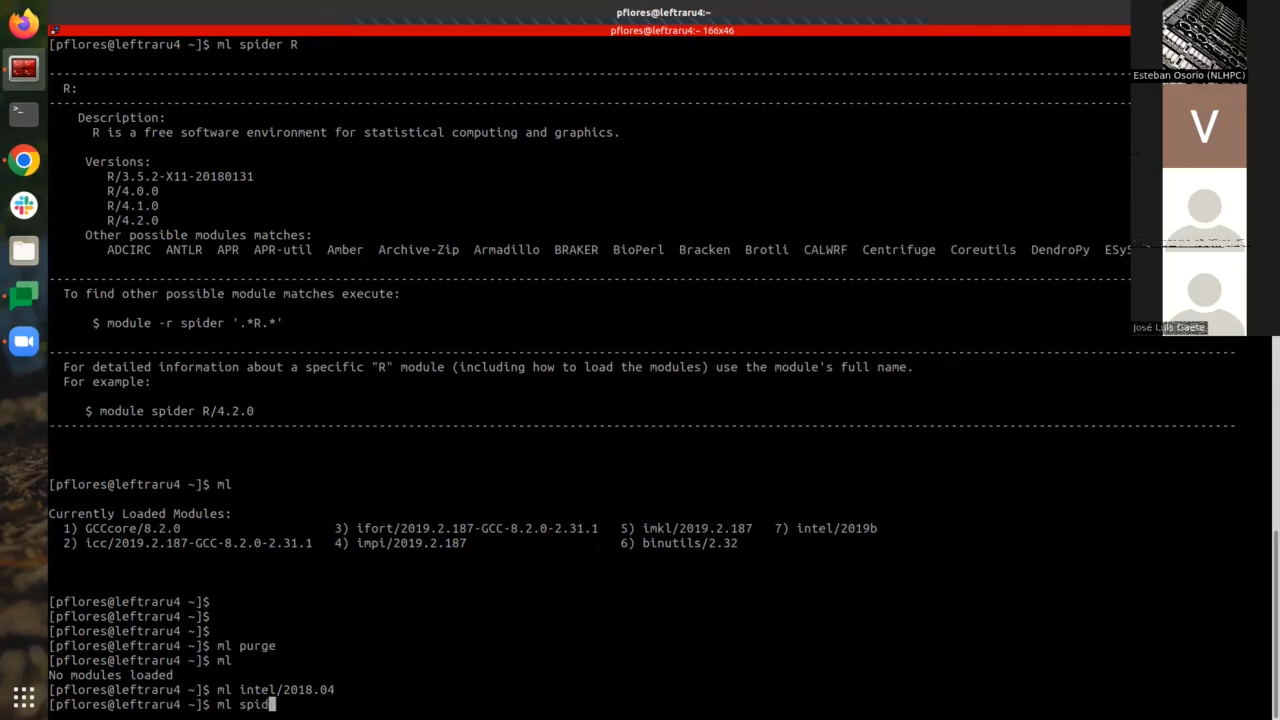 pflores@leftraru4:~
pflores@leftraru4:~ 166x46
[pflores@leftraru4 ~]$ ml spider R
----------------------------------------------------------------------------------------------------
R:
----------------------------------------------------------------------------------------------------
Description:
R is a free software environment for statistical computing and graphics.
Versions:
R/3.5.2-X11-20180131
R/4.0.0
R/4.1.0
R/4.2.0
Other possible modules matches:
ADCIRC ANTLR APR APR-util Amber Archive-Zip Armadillo BRAKER BioPerl Bracken Brotli CALWRF Centrifuge Coreutils DendroPy ESyS
----------------------------------------------------------------------------------------------------
To find other possible module matches execute:
$ module -r spider '.*R.*'
----------------------------------------------------------------------------------------------------
For detailed information about a specific "R" module (including how to load the modules) use the module's full name.
For example:
$ module spider R/4.2.0
----------------------------------------------------------------------------------------------------
[pflores@leftraru4 ~]$ ml
Currently Loaded Modules:
1) GCCcore/8.2.0 3) ifort/2019.2.187-GCC-8.2.0-2.31.1 5) imkl/2019.2.187 7) intel/2019b
2) icc/2019.2.187-GCC-8.2.0-2.31.1 4) impi/2019.2.187 6) binutils/2.32
[pflores@leftraru4 ~]$
[pflores@leftraru4 ~]$
[pflores@leftraru4 ~]$
[pflores@leftraru4 ~]$ ml purge
[pflores@leftraru4 ~]$ ml
No modules loaded
[pflores@leftraru4 ~]$ ml intel/2018.04
[pflores@leftraru4 ~]$ ml spid
Esteban Osorio (NLHPC)
V
José Luis Gaete